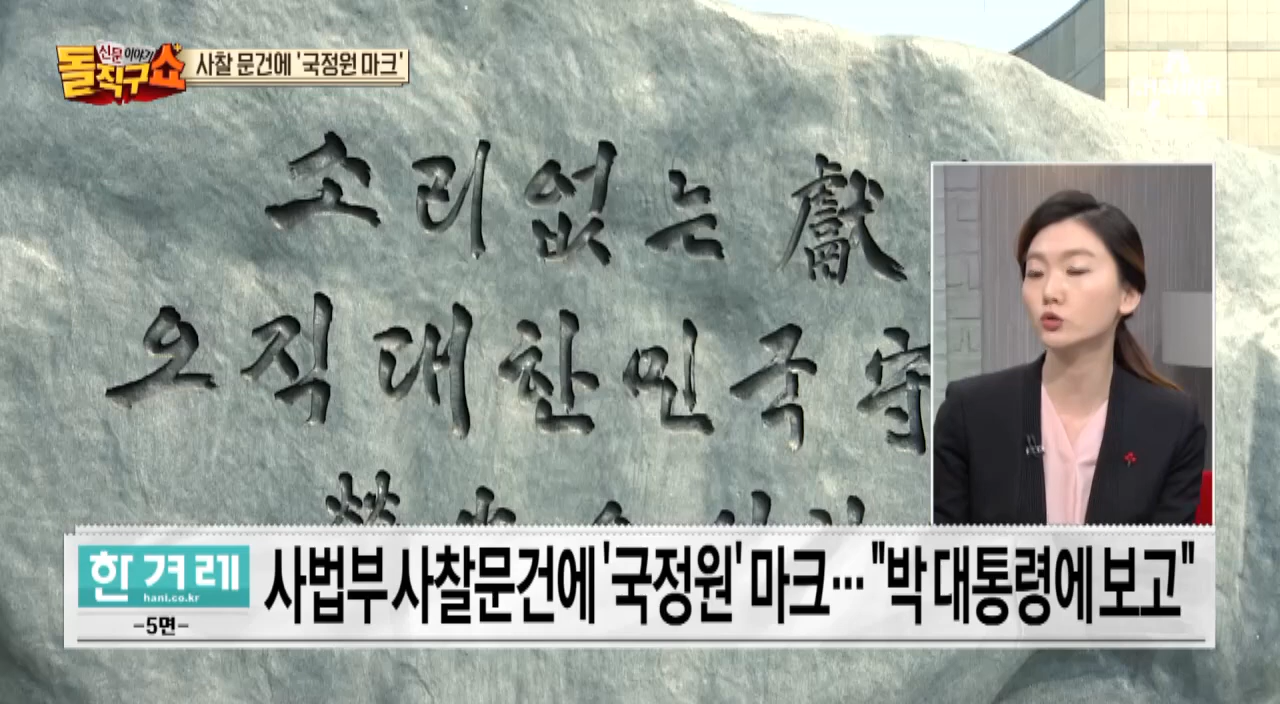 신문이야기
돌직구쇼+
사찰 문건에 '국정원 마크'
소리없는 獻
오직 대한민국 守
한겨레
hani.co.kr
-5면-
사법부 사찰문건에 '국정원' 마크… "박 대통령에 보고"